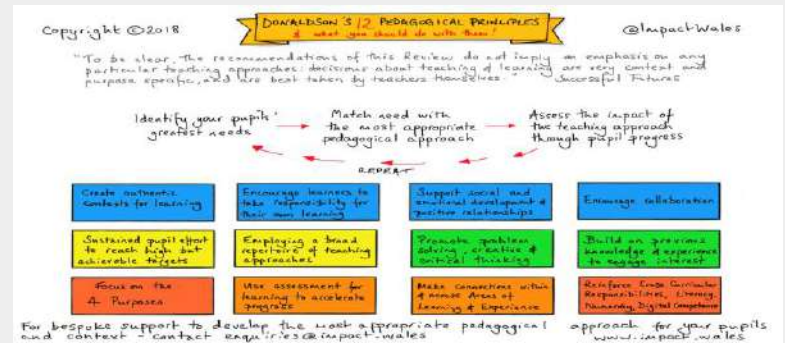 DONALDSON'S 12 PEDAGOGICAL PRINCIPLES
& what you should do with them!
Copyright ©2018
@ImpactWales
"To be clear, the recommendations of this Review do not imply an emphasis on any
particular teaching approaches: decisions about teaching & learning are very context and
purpose specific, and are best taken by teachers themselves." Successful Futures
Identify your pupils'
greatest needs
Match need with
the most appropriate
pedagogical approach
Assess the impact of
the teaching approach
through pupil progress
REPEAT
Create authentic
contexts for learning
Encourage learners to
take responsibility for
their own learning
Support social and
emotional development &
positive relationships
Encourage collaboration
Sustained pupil effort
to reach high but
achievable targets
Employing a broad
repertoire of teaching
approaches
Promote problem
solving, creative &
critical thinking
Build on previous
knowledge & experience
to engage interest
Focus on the
4 Purposes
Use assessment for
learning to accelerate
progress
Make connections within
& across Areas of
Learning & Experience
Reinforce Cross Curricular
Responsibilities, Literacy,
Numeracy, Digital Competence
For bespoke support to develop the most appropriate pedagogical approach for your pupils
and context - contact enquiries@impact.wales www.impact.wales